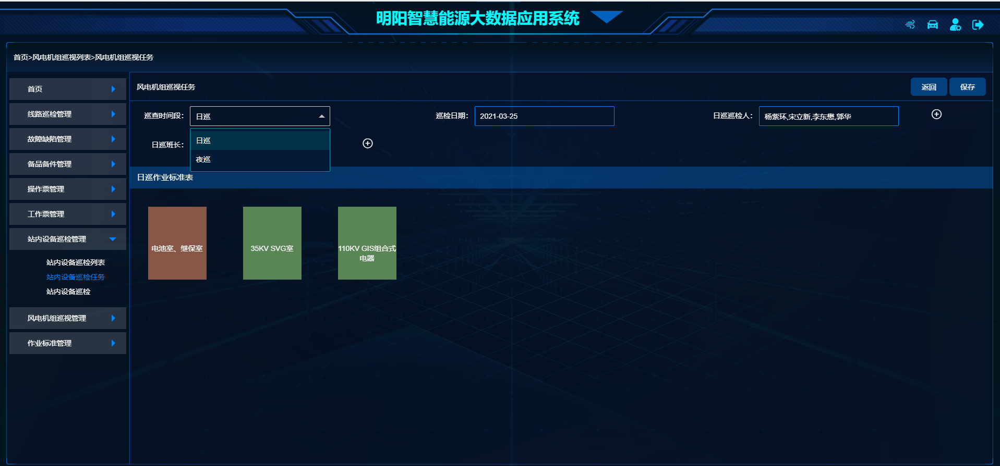 明阳智慧能源大数据应用系统
首页>风电机组巡视列表>风电机组巡视任务
首页
线路巡检管理
故障缺陷管理
备品备件管理
操作票管理
工作票管理
站内设备巡检管理
站内设备巡检列表
站内设备巡检任务
站内设备巡检
风电机组巡视管理
作业标准管理
风电机组巡视任务
返回
保存
巡查时间段:
日巡
巡检日期:
2021-03-25
日巡巡检人:
杨紫环,宋立新,李东懋,郭华
日巡班长:
日巡
夜巡
日巡作业标准表
电池室、继保室
35KV SVG室
110KV GIS组合式
电器